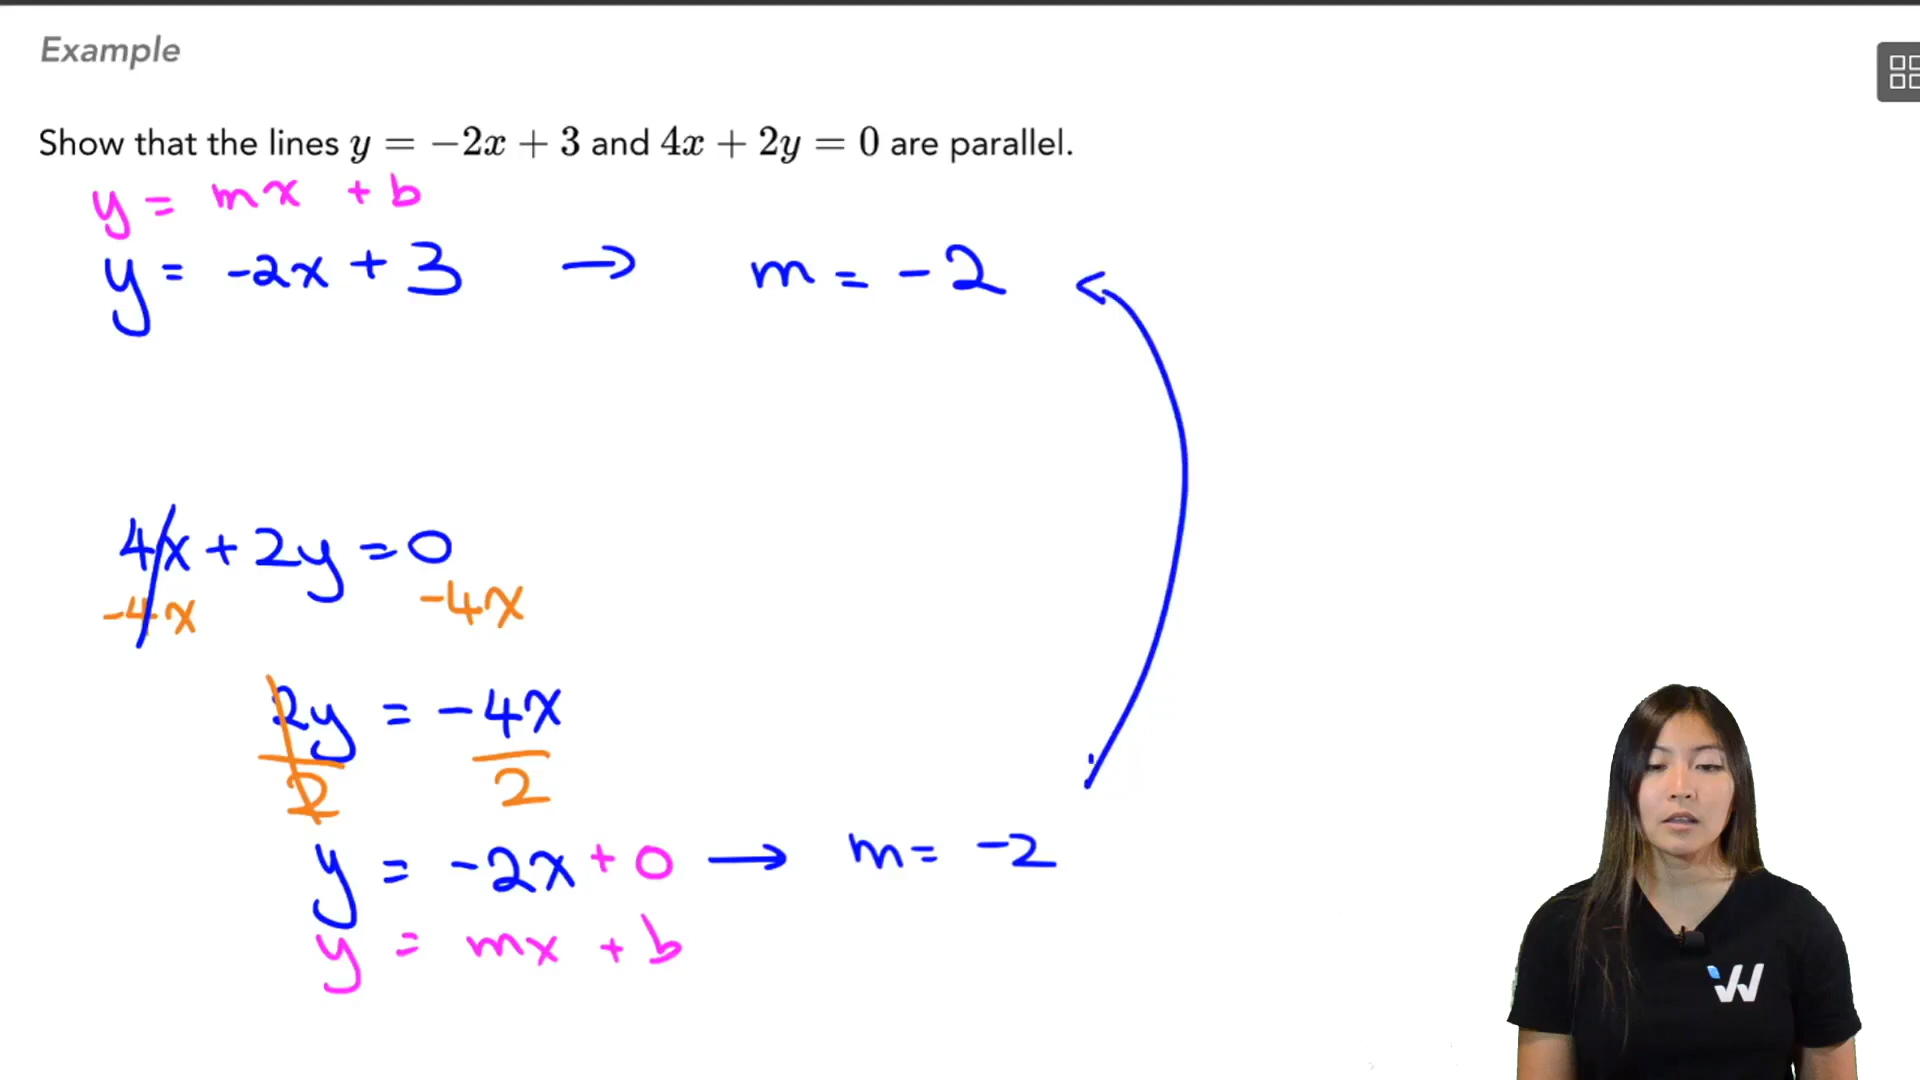 Example
Show that the lines y = −2x + 3 and 4x + 2y = 0 are parallel.
y = mx + b
y = -2x + 3 → m = -2
4x + 2y = 0
-4x -4x
2y = -4x
2 2
y = -2x + 0 → m = -2
y = mx + b
W